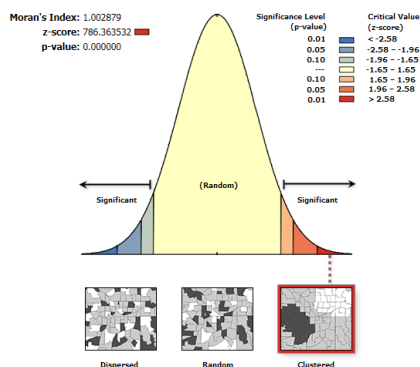 Moran's Index: 1.002879
z-score: 786.363532
p-value: 0.000000
Significance Level
(p-value)
Critical Value
(z-score)
0.01 < -2.58
0.05 -2.58 – -1.96
0.10 -1.96 – -1.65
--- -1.65 – 1.65
0.10 1.65 – 1.96
0.05 1.96 – 2.58
0.01 > 2.58
(Random)
Significant Significant
Dispersed Random Clustered